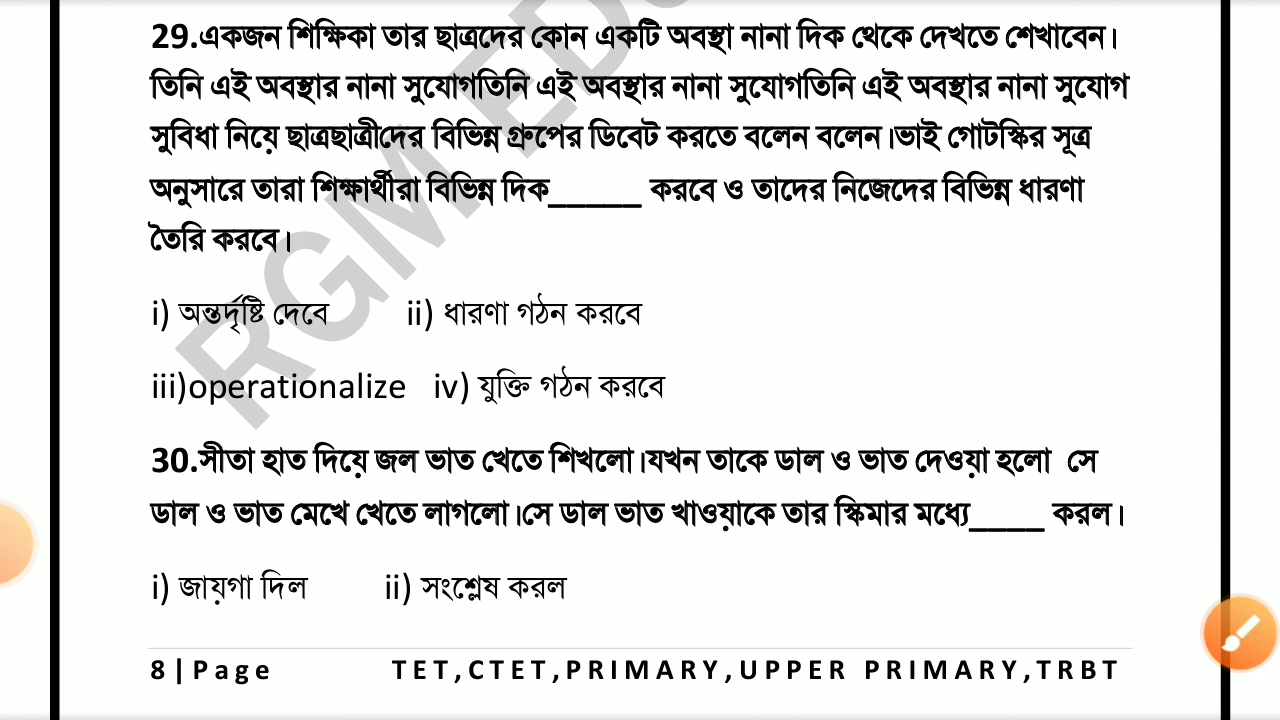 29.একজন শিক্ষিকা তার ছাত্রদের কোন একটি অবস্থা নানা দিক থেকে দেখতে শেখাবেন।
তিনি এই অবস্থার নানা সুযোগতিনি এই অবস্থার নানা সুযোগতিনি এই অবস্থার নানা সুযোগ
সুবিধা নিয়ে ছাত্রছাত্রীদের বিভিন্ন গ্রুপের ডিবেট করতে বলেন বলেন।ভাই গোটস্কির সূত্র
অনুসারে তারা শিক্ষার্থীরা বিভিন্ন দিক_____ করবে ও তাদের নিজেদের বিভিন্ন ধারণা
তৈরি করবে।
i) অন্তর্দৃষ্টি দেবে ii) ধারণা গঠন করবে
iii)operationalize iv) যুক্তি গঠন করবে
30.সীতা হাত দিয়ে জল ভাত খেতে শিখলো।যখন তাকে ডাল ও ভাত দেওয়া হলো সে
ডাল ও ভাত মেখে খেতে লাগলো।সে ডাল ভাত খাওয়াকে তার স্কিমার মধ্যে____ করল।
i) জায়গা দিল ii) সংশ্লেষ করল
8|Page TET,CTET,PRIMARY,UPPER PRIMARY,TRBT